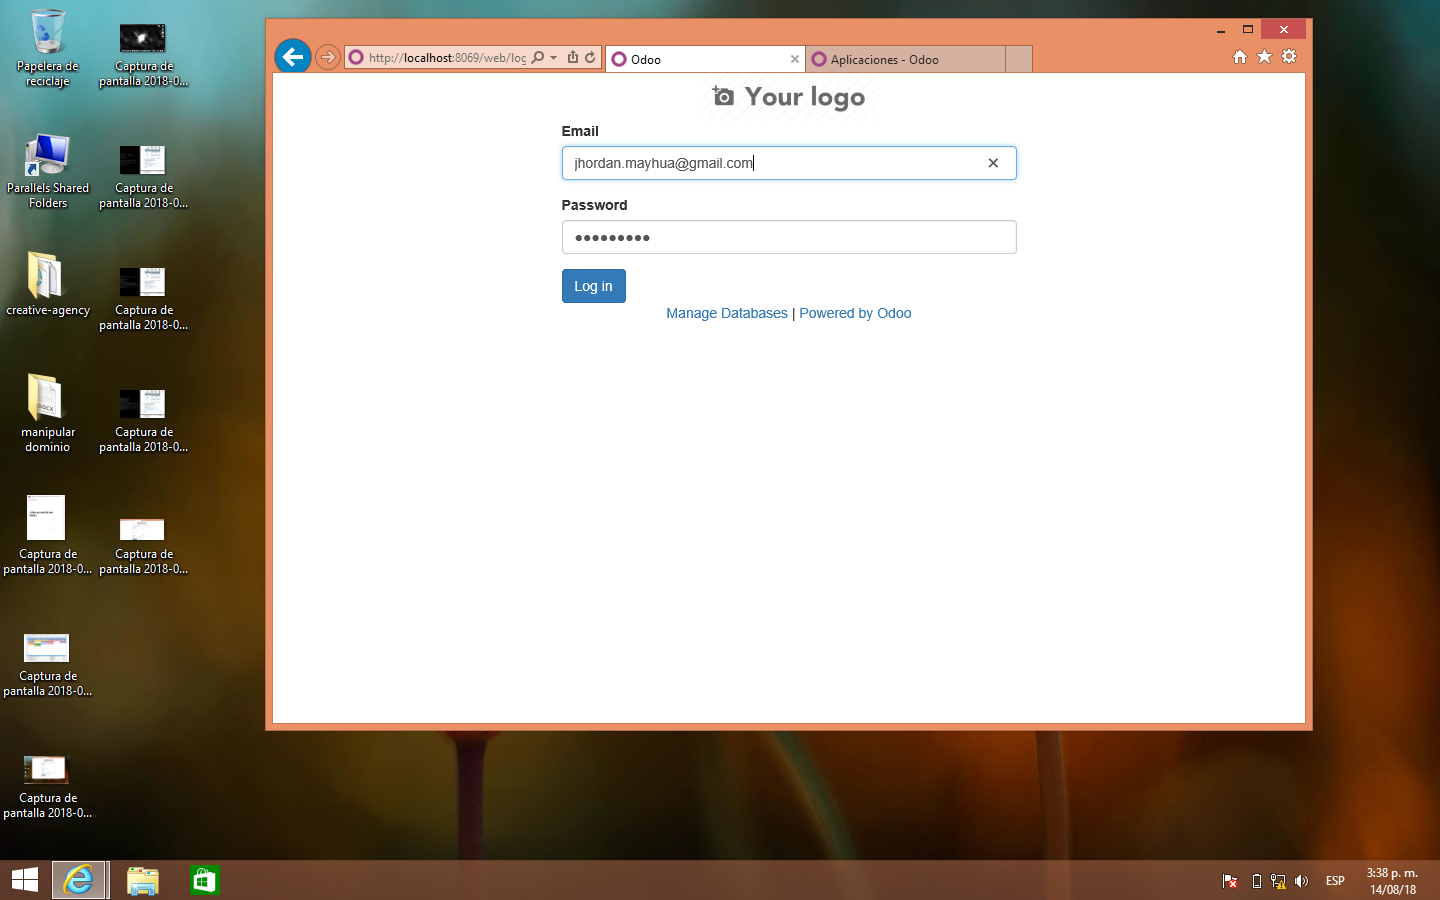 Papelera de
reciclaje
Captura de
pantalla 2018-0...
Parallels Shared
Folders
Captura de
pantalla 2018-0...
creative-agency
Captura de
pantalla 2018-0...
manipular
dominio
Captura de
pantalla 2018-0...
Captura de
pantalla 2018-0...
Captura de
pantalla 2018-0...
Captura de
pantalla 2018-0...
Captura de
pantalla 2018-0...
http://localhost:8069/web/log
Odoo
Aplicaciones - Odoo
Your logo
Email
jhordan.mayhua@gmail.com
Password
Log in
Manage Databases | Powered by Odoo
ESP
3:38 p. m.
14/08/18